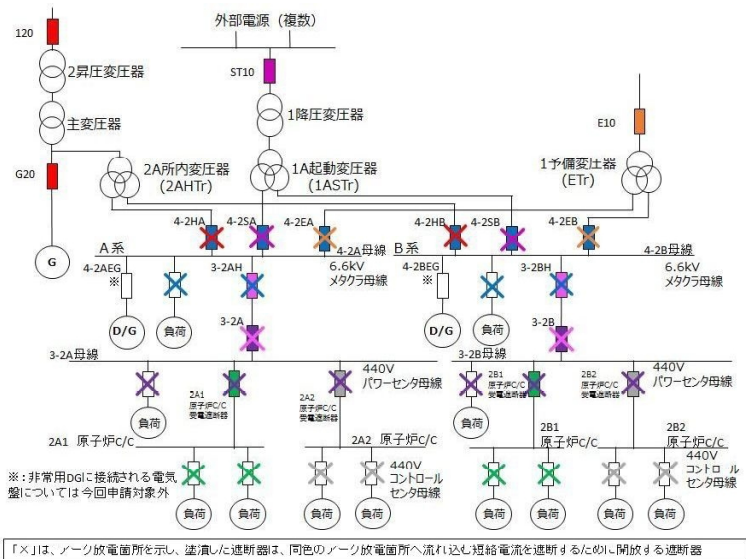 外部電源（複数）
120
2昇圧変圧器
ST10
1降圧変圧器
主変圧器
E10
G20
2A所内変圧器
(2AHTr)
1A起動変圧器
(1ASTr)
1予備変圧器
(ETr)
4-2HA
4-2SA
4-2EA
4-2HB
4-2SB
4-2EB
G
A系
4-2A母線
B系
4-2B母線
4-2AEG
※
3-2AH
6.6kV
メタクラ母線
4-2BEG
※
3-2BH
6.6kV
メタクラ母線
D/G
負荷
3-2A
D/G
負荷
3-2B
3-2A母線
3-2B母線
2A1
原子炉C/C
受電遮断器
2A2
原子炉C/C
受電遮断器
440V
パワーセンタ母線
2B1
原子炉C/C
受電遮断器
2B2
原子炉C/C
受電遮断器
440V
パワーセンタ母線
負荷
負荷
2A1 原子炉C/C
2A2 原子炉C/C
2B1
原子炉C/C
2B2
原子炉C/C
440V
コントロール
センタ母線
440V
コントロール
センタ母線
※：非常用DGに接続される電気
盤については今回申請対象外
負荷
負荷
負荷
負荷
負荷
負荷
負荷
負荷
「×」は、アーク放電箇所を示し、塗潰した遮断器は、同色のアーク放電箇所へ流れ込む短絡電流を遮断するために開放する遮断器